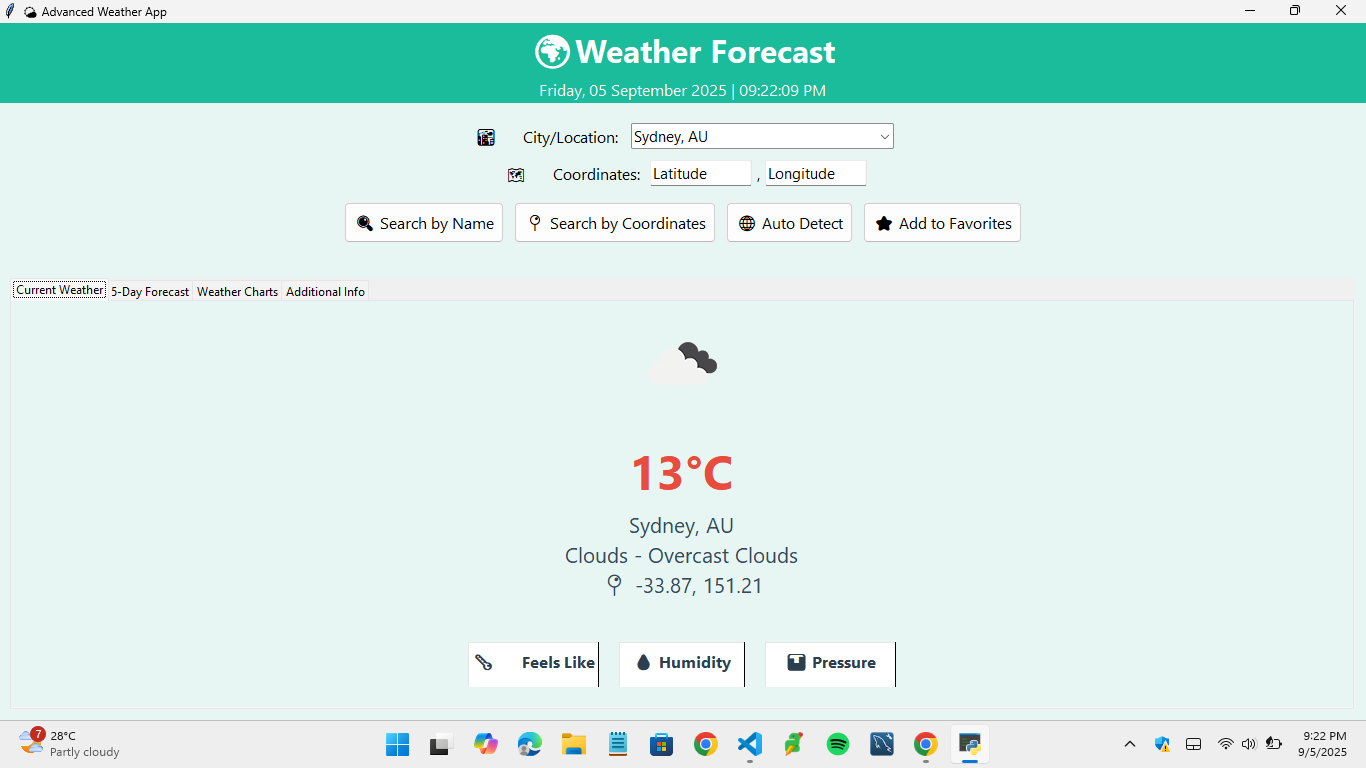 Advanced Weather App
Weather Forecast
Friday, 05 September 2025 | 09:22:09 PM
City/Location: Sydney, AU
Coordinates: Latitude , Longitude
Search by Name Search by Coordinates Auto Detect Add to Favorites
Current Weather 5-Day Forecast Weather Charts Additional Info
13°C
Sydney, AU
Clouds - Overcast Clouds
-33.87, 151.21
Feels Like Humidity Pressure
7 28°C 9:22 PM
Partly cloudy 9/5/2025